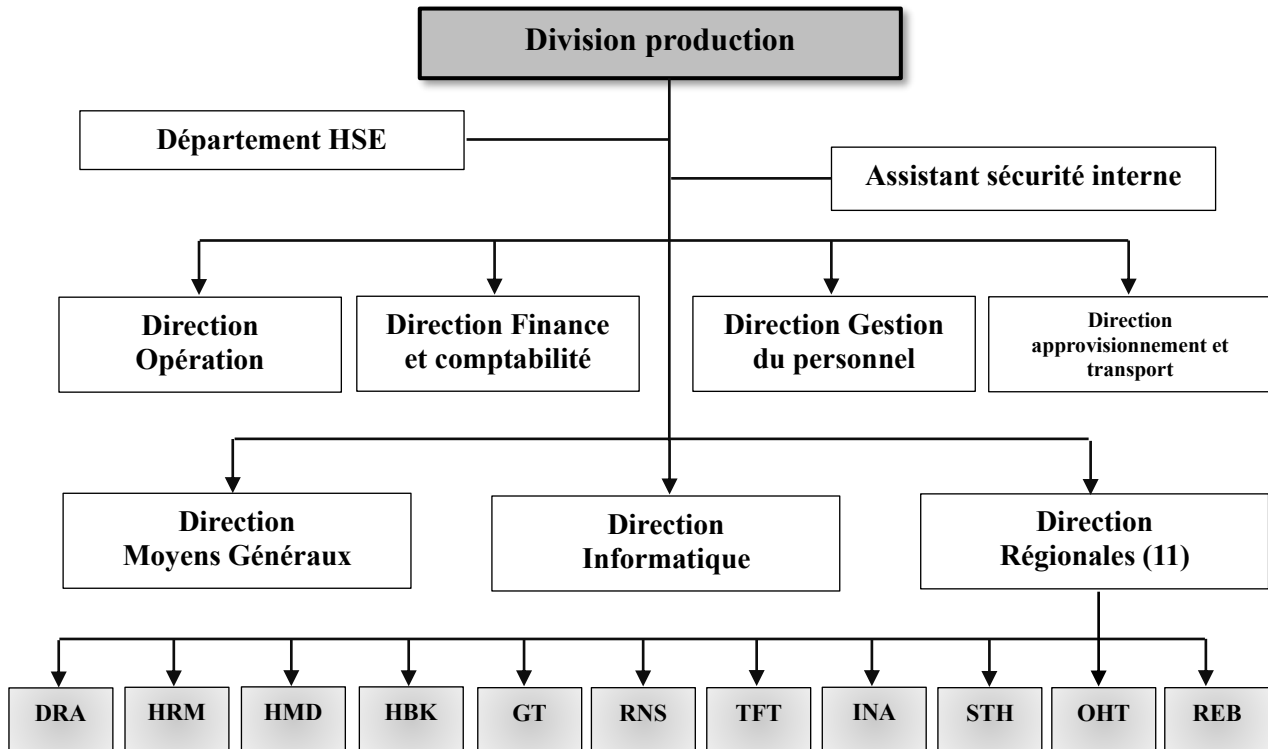 Division production
Département HSE
Assistant sécurité interne
Direction
Opération
Direction Finance
et comptabilité
Direction Gestion
du personnel
Direction
approvisionnement et
transport
Direction
Moyens Généraux
Direction
Informatique
Direction
Régionales (11)
DRA
HRM
HMD
HBK
GT
RNS
TFT
INA
STH
OHT
REB